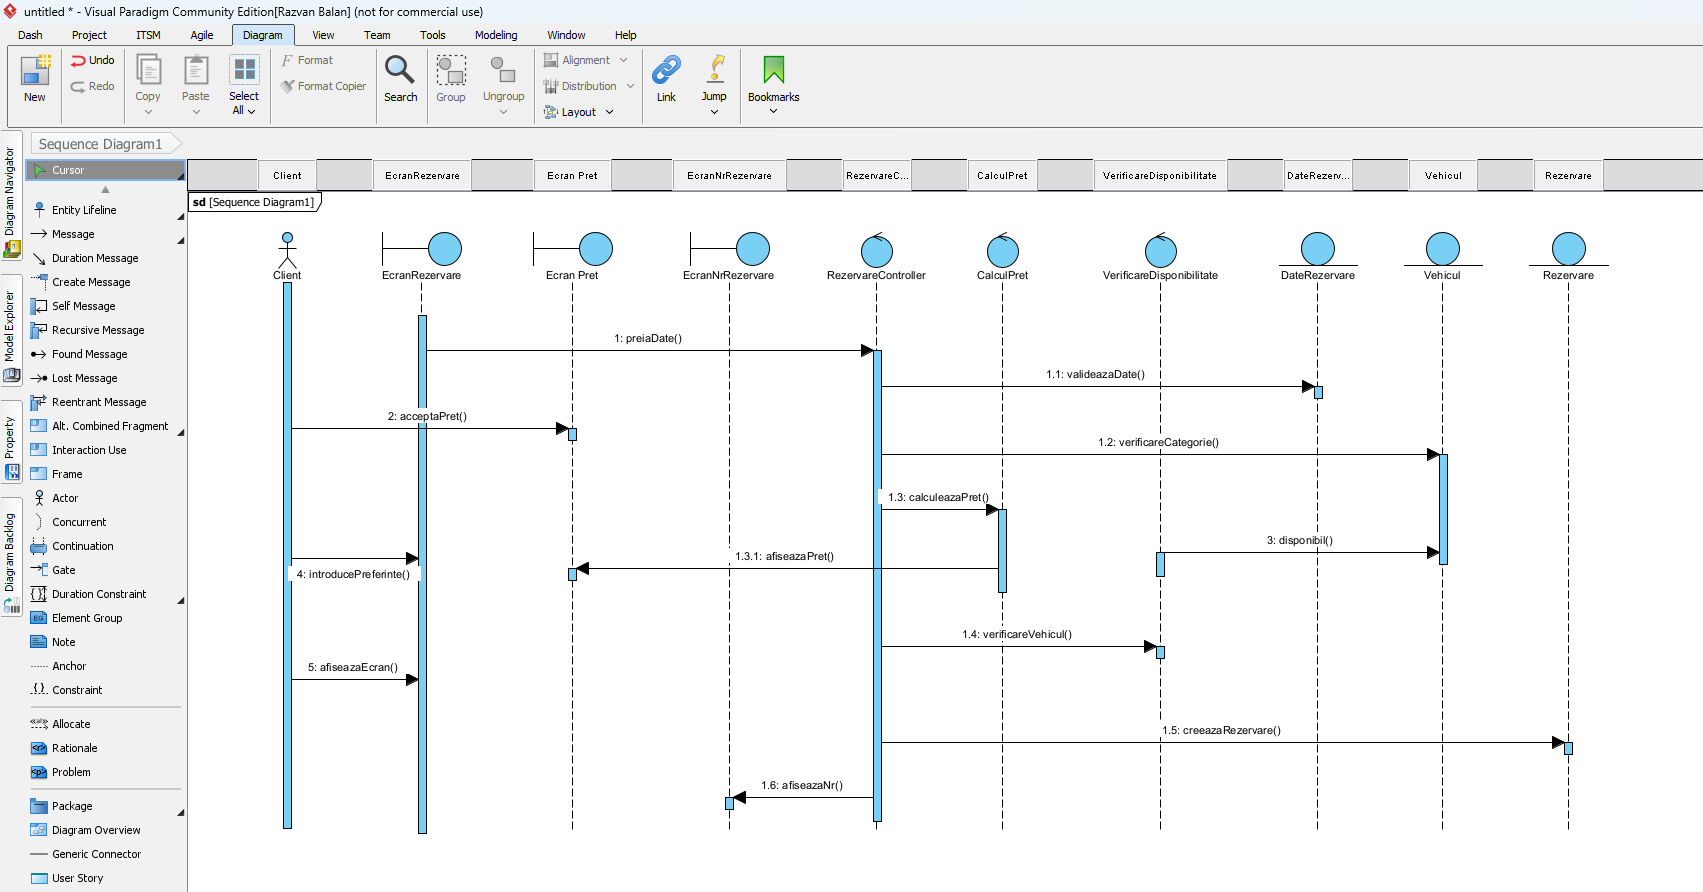 untitled * - Visual Paradigm Community Edition[Razvan Balan] (not for commercial use)
Dash Project ITSM Agile Diagram View Team Tools Modeling Window Help
New
Undo
Redo
Copy
Paste
Select
All
Format
Format Copier
Search
Group
Ungroup
Alignment
Distribution
Layout
Link
Jump
Bookmarks
Diagram Navigator
Model Explorer
Property
Diagram Backlog
Sequence Diagram1
Cursor
Entity Lifeline
Message
Duration Message
Create Message
Self Message
Recursive Message
Found Message
Lost Message
Reentrant Message
Alt. Combined Fragment
Interaction Use
Frame
Actor
Concurrent
Continuation
Gate
Duration Constraint
EG Element Group
Note
Anchor
{ } Constraint
Allocate
<r> Rationale
<p> Problem
Package
Diagram Overview
Generic Connector
User Story
Client EcranRezervare Ecran Pret EcranNrRezervare RezervareC... CalculPret VerificareDisponibilitate DateRezerv... Vehicul Rezervare
sd [Sequence Diagram1]
Client EcranRezervare Ecran Pret EcranNrRezervare RezervareController CalculPret VerificareDisponibilitate DateRezervare Vehicul Rezervare
1: preiaDate()
1.1: valideazaDate()
2: acceptaPret()
1.2: verificareCategorie()
1.3: calculeazaPret()
3: disponibil()
1.3.1: afiseazaPret()
4: introducePreferinte()
1.4: verificareVehicul()
5: afiseazaEcran()
1.5: creeazaRezervare()
1.6: afiseazaNr()